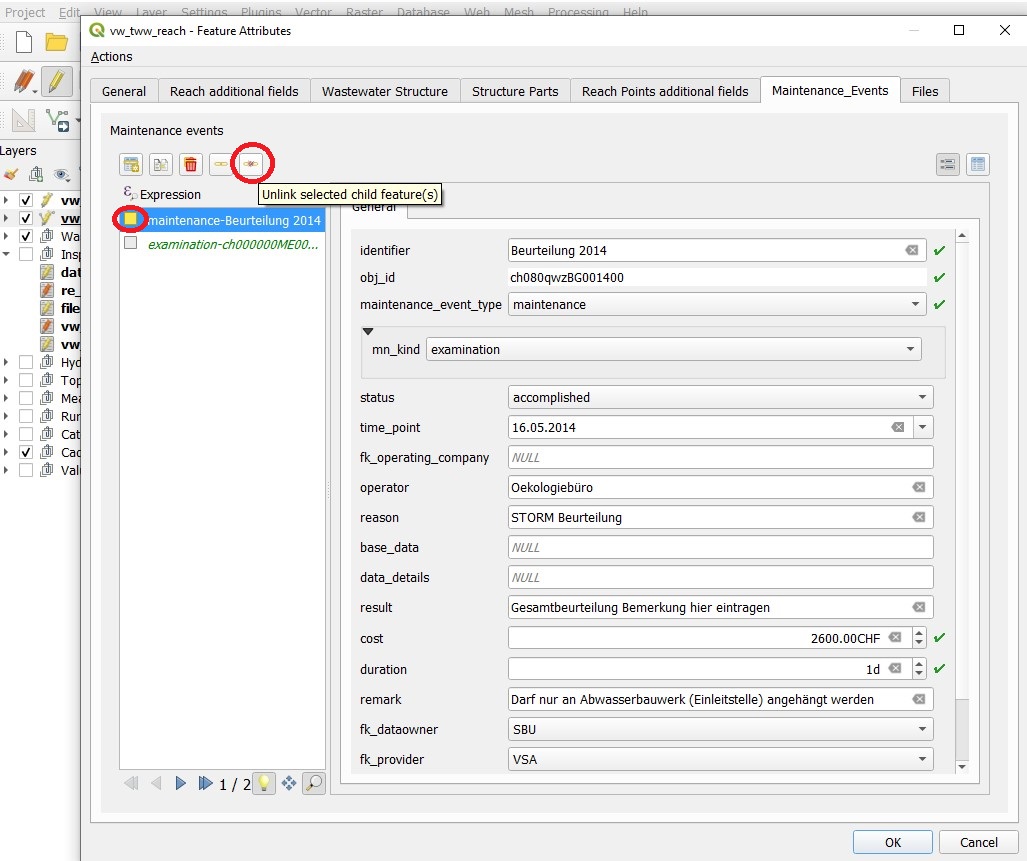 Project Edit View Layer Settings Plugins Vector Raster Database Web Mesh Processing Help
vw_tww_reach - Feature Attributes
Actions
General Reach additional fields Wastewater Structure Structure Parts Reach Points additional fields Maintenance_Events Files
Maintenance events
Layers
Expression
Unlink selected child feature(s)
maintenance-Beurteilung 2014
examination-ch000000ME00...
General
vw
vw
Wa
Insp
dat
re_
file
vw
vw
Hyd
Top
Mea
Rur
Cat
Cad
Valu
identifier Beurteilung 2014
obj_id ch080qwzBG001400
maintenance_event_type maintenance
mn_kind examination
status accomplished
time_point 16.05.2014
fk_operating_company NULL
operator Oekologiebüro
reason STORM Beurteilung
base_data NULL
data_details NULL
result Gesamtbeurteilung Bemerkung hier eintragen
cost 2600.00CHF
duration 1d
remark Darf nur an Abwasserbauwerk (Einleitstelle) angehängt werden
fk_dataowner SBU
fk_provider VSA
1 / 2
OK Cancel